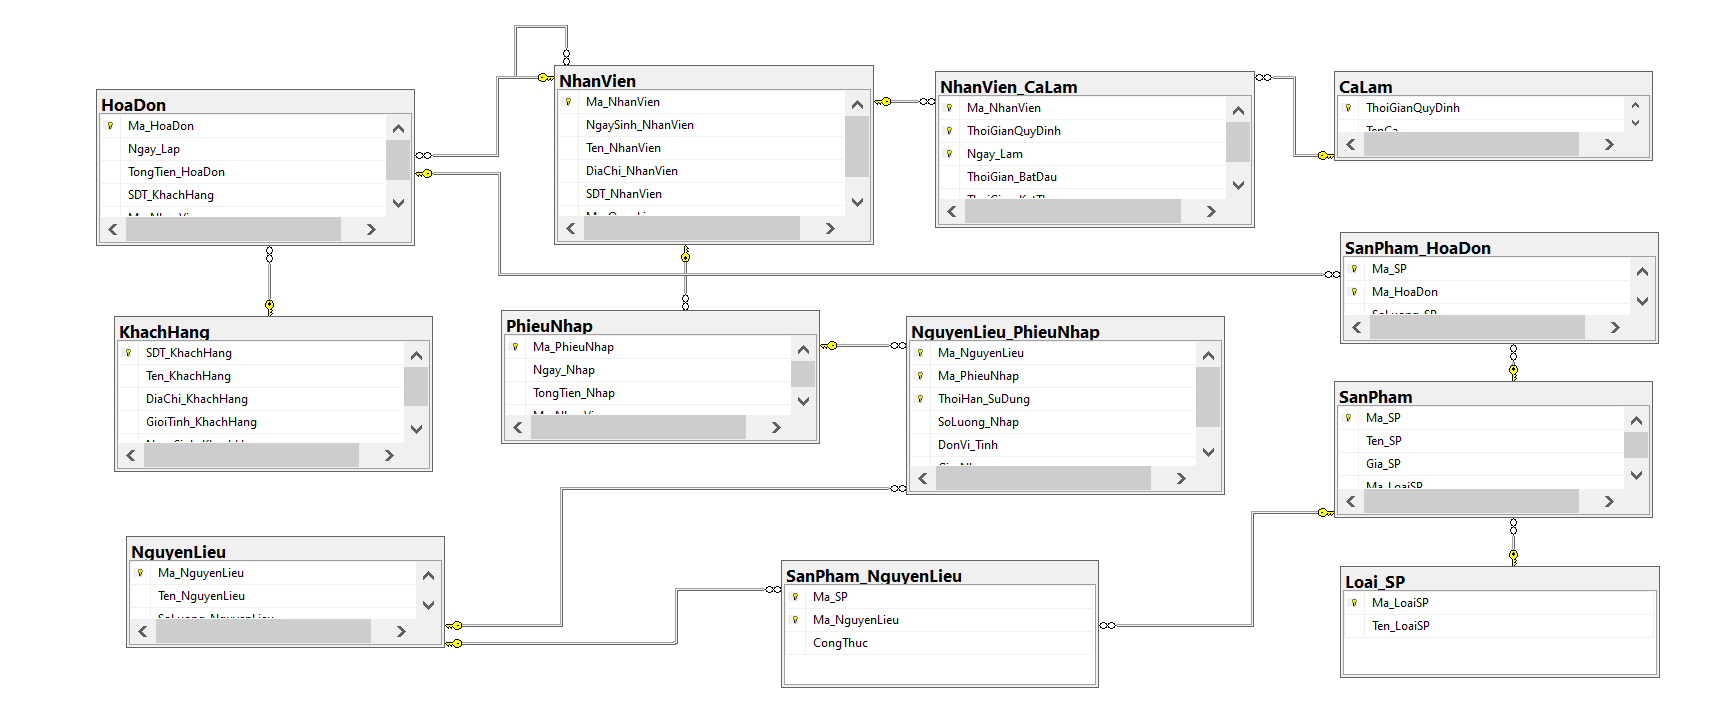 HoaDon
Ma_HoaDon
Ngay_Lap
TongTien_HoaDon
SDT_KhachHang
NhanVien
Ma_NhanVien
NgaySinh_NhanVien
Ten_NhanVien
DiaChi_NhanVien
SDT_NhanVien
NhanVien_CaLam
Ma_NhanVien
ThoiGianQuyDinh
Ngay_Lam
ThoiGian_BatDau
CaLam
ThoiGianQuyDinh
SanPham_HoaDon
Ma_SP
Ma_HoaDon
KhachHang
SDT_KhachHang
Ten_KhachHang
DiaChi_KhachHang
GioiTinh_KhachHang
PhieuNhap
Ma_PhieuNhap
Ngay_Nhap
TongTien_Nhap
NguyenLieu_PhieuNhap
Ma_NguyenLieu
Ma_PhieuNhap
ThoiHan_SuDung
SoLuong_Nhap
DonVi_Tinh
SanPham
Ma_SP
Ten_SP
Gia_SP
Ma_LoaiSP
NguyenLieu
Ma_NguyenLieu
Ten_NguyenLieu
SanPham_NguyenLieu
Ma_SP
Ma_NguyenLieu
CongThuc
Loai_SP
Ma_LoaiSP
Ten_LoaiSP